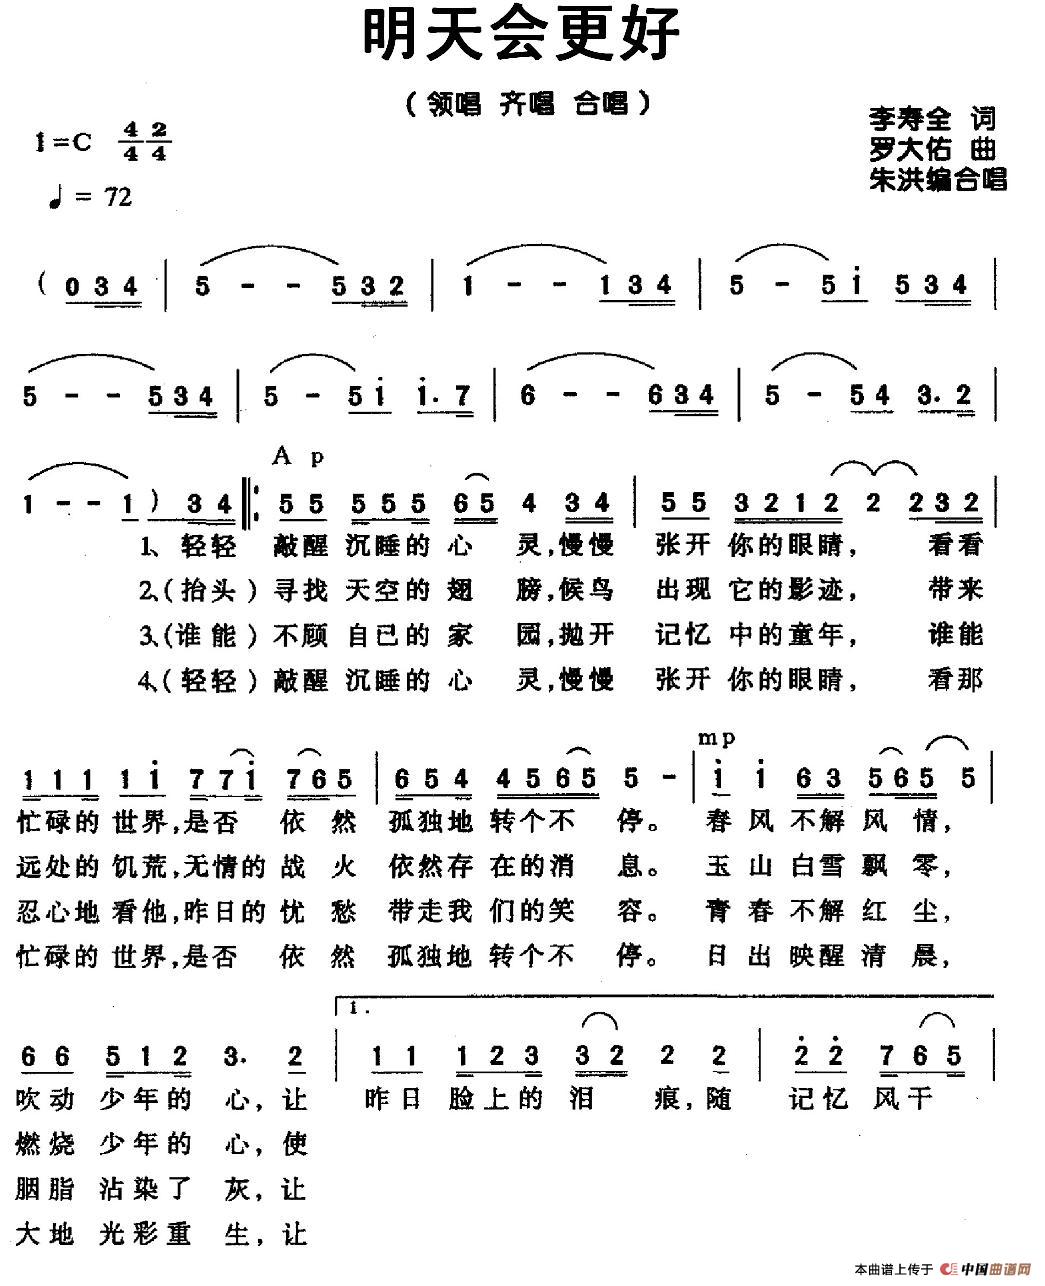 明天会更好
（领唱 齐唱 合唱）
1=C 4/4 2/4
李寿全 词
罗大佑 曲
朱洪编合唱
♩= 72
( 0 3 4 | 5 - - 5 3 2 | 1 - - 1 3 4 | 5 - 5 i 5 3 4 |
5 - - 5 3 4 | 5 - 5 i i. 7 | 6 - - 6 3 4 | 5 - 5 4 3. 2 |
A p
1 - - 1 ) 3 4 ‖: 5 5 5 5 5 6 5 4 3 4 | 5 5 3 2 1 2 2 2 3 2 |
1、轻轻 敲醒 沉睡的 心 灵,慢慢 张开 你的眼睛, 看看
2、(抬头) 寻找 天空的 翅 膀,候鸟 出现 它的影迹, 带来
3、(谁能) 不顾 自己的 家 园,抛开 记忆 中的童年, 谁能
4、(轻轻) 敲醒 沉睡的 心 灵,慢慢 张开 你的眼睛, 看那
mp
1 1 1 1 i 7 7 i 7 6 5 | 6 5 4 4 5 6 5 5 - | i i 6 3 5 6 5 5 |
忙碌的 世界,是否 依 然 孤独地 转个不 停。 春风 不解 风 情,
远处的 饥荒,无情的 战 火 依然存 在的消 息。 玉山 白雪 飘 零,
忍心地 看他,昨日的 忧 愁 带走我 们的笑 容。 青春 不解 红 尘,
忙碌的 世界,是否 依 然 孤独地 转个不 停。 日出 映醒 清 晨,
1.
6 6 5 1 2 3. 2 | 1 1 1 2 3 3 2 2 2 | 2 2 7 6 5 |
吹动 少年的 心,让 昨日 脸上的 泪 痕,随 记忆 风干
燃烧 少年的 心,使
胭脂 沾染了 灰,让
大地 光彩重 生,让
本曲谱上传于 中国曲谱网